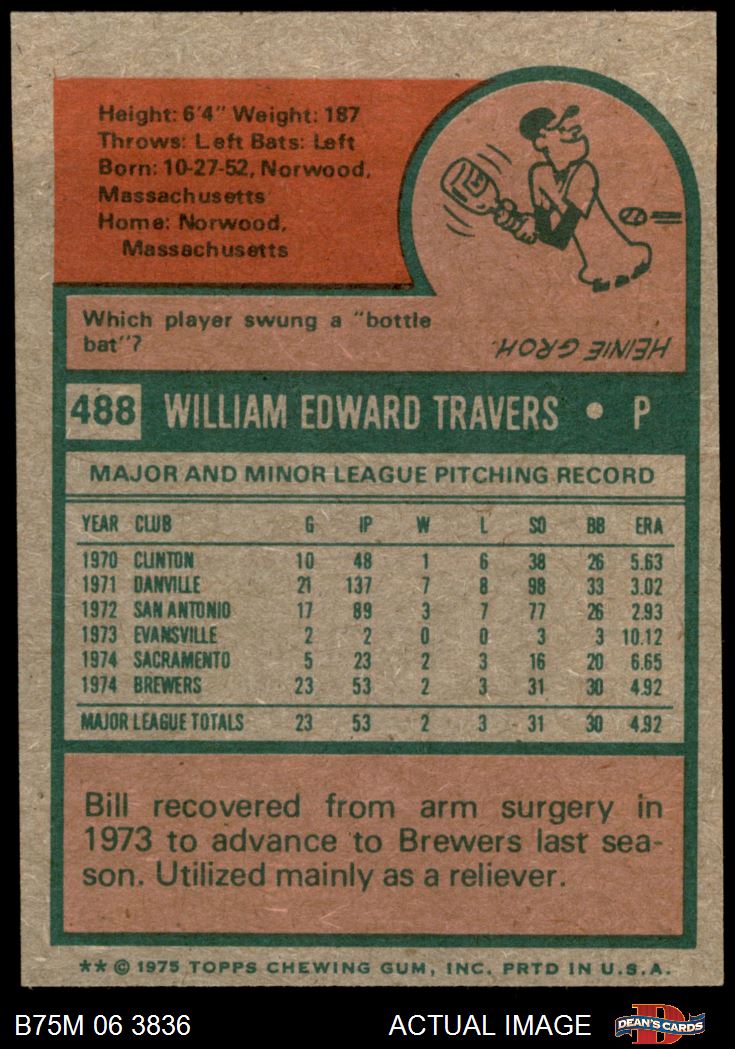 Height: 6'4" Weight: 187
Throws: Left Bats: Left
Born: 10-27-52, Norwood,
Massachusetts
Home: Norwood,
Massachusetts
Which player swung a "bottle
bat"?
HEINIE GROH.
488 WILLIAM EDWARD TRAVERS • P
MAJOR AND MINOR LEAGUE PITCHING RECORD
YEAR CLUB G IP W L SO BB ERA
1970 CLINTON 10 48 1 6 38 26 5.63
1971 DANVILLE 21 137 7 8 98 33 3.02
1972 SAN ANTONIO 17 89 3 7 77 26 2.93
1973 EVANSVILLE 2 2 0 0 3 3 10.12
1974 SACRAMENTO 5 23 2 3 16 20 6.65
1974 BREWERS 23 53 2 3 31 30 4.92
MAJOR LEAGUE TOTALS 23 53 2 3 31 30 4.92
Bill recovered from arm surgery in
1973 to advance to Brewers last sea-
son. Utilized mainly as a reliever.
** © 1975 TOPPS CHEWING GUM, INC. PRTD IN U.S.A.
B75M 06 3836 ACTUAL IMAGE DEAN'S CARDS